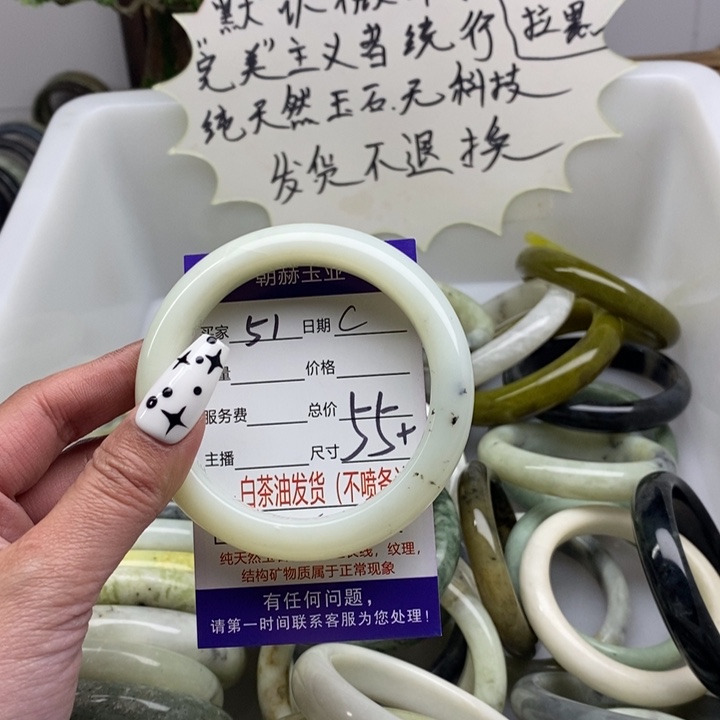 "完美"主义者绕行 拉黑
纯天然玉石.无科技
发货不退换
朝赫玉业
买家 51 日期 C
量 价格
服务费 总价 55
主播 尺寸 55+
白茶油发货(不喷
纹理,
结构矿物质属于正常现象
有任何问题,
请第一时间联系客服为您处理!